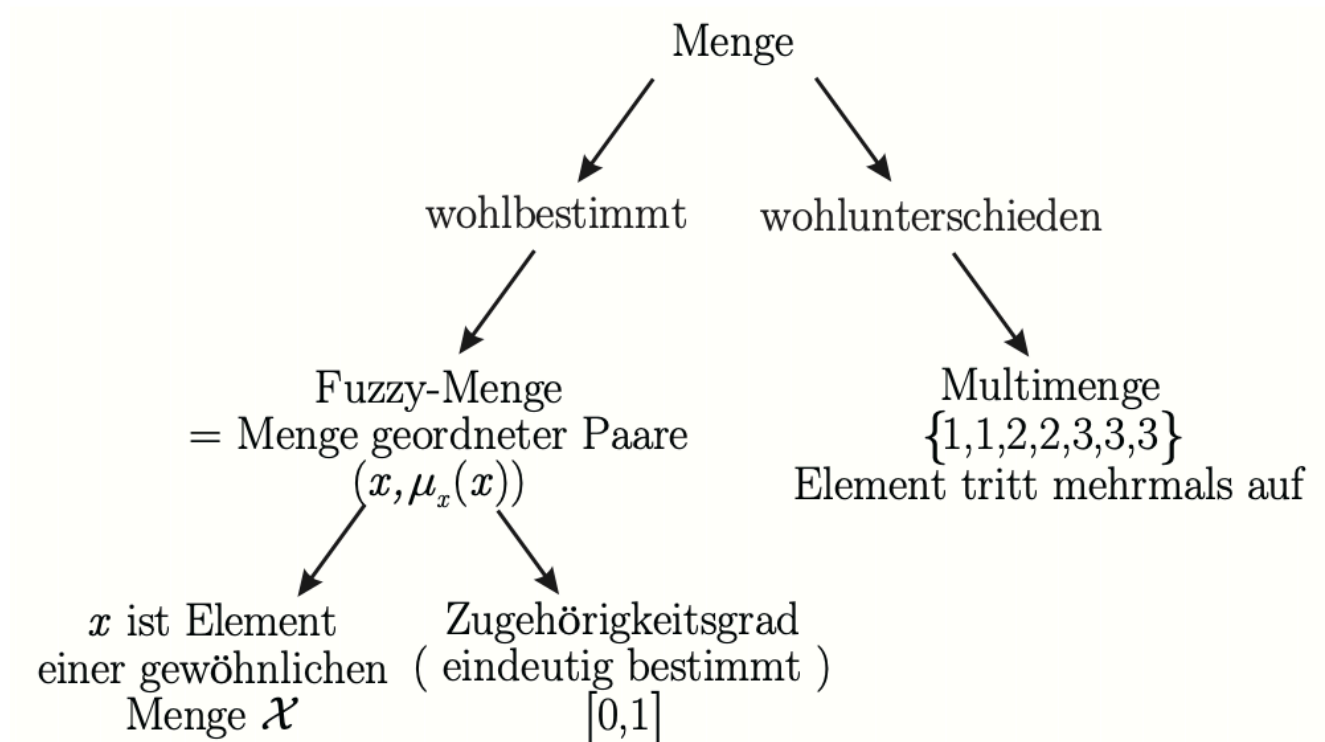 Menge
wohlbestimmt
wohlunterschieden
Fuzzy-Menge
= Menge geordneter Paare
(x,μₓ(x))
Multimenge
{1,1,2,2,3,3,3}
Element tritt mehrmals auf
x ist Element
einer gewöhnlichen
Menge 𝒳
Zugehörigkeitsgrad
( eindeutig bestimmt )
[0,1]